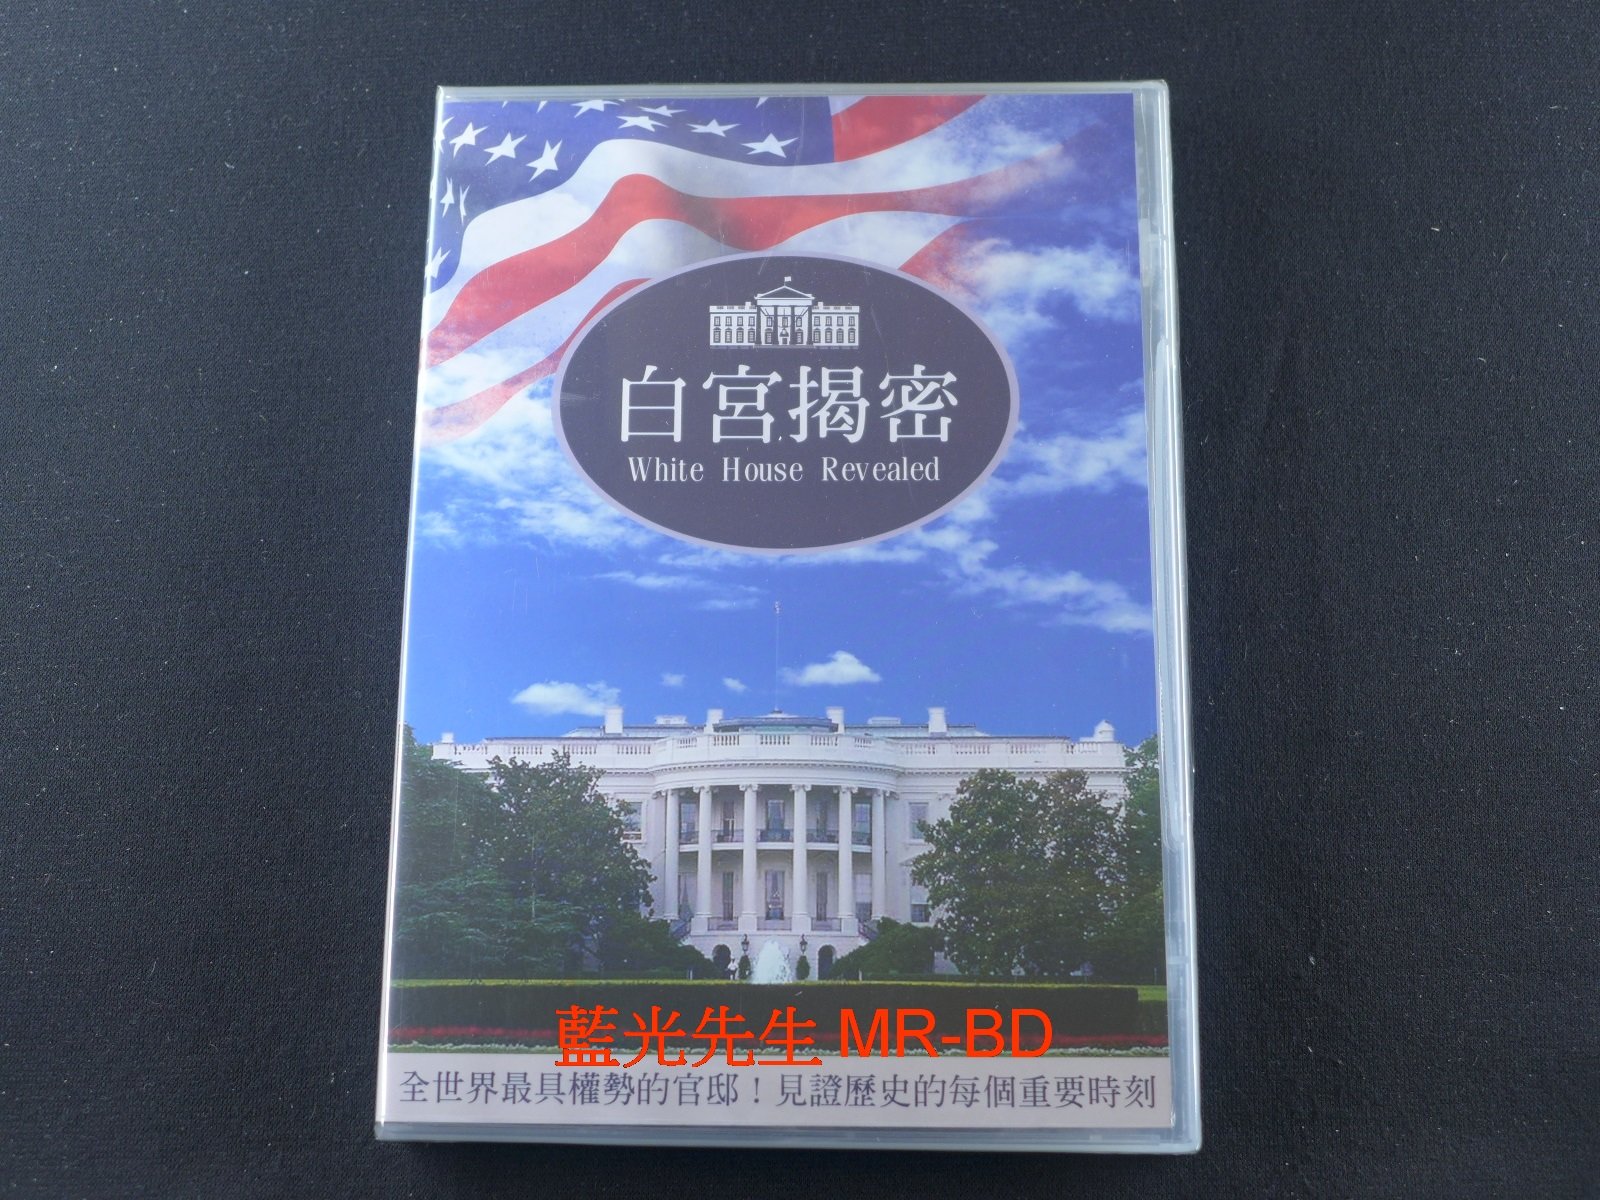 白宮揭密
White House Revealed
藍光先生 MR-BD
全世界最具權勢的官邸！見證歷史的每個重要時刻